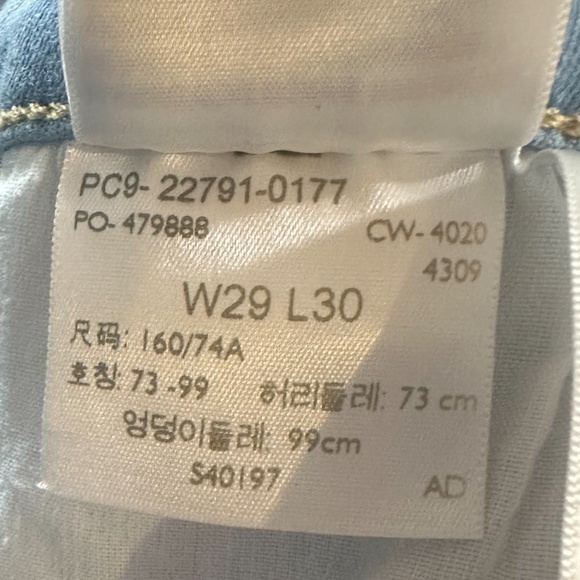 PC9-22791-0177
PO-479888 CW-4020
4309
W29 L30
尺码: 160/74A
호칭: 73-99 허리둘레: 73 cm
엉덩이둘레: 99cm
S40197 AD